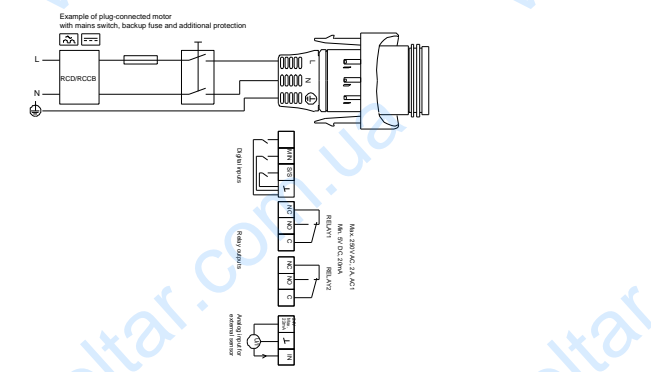 Example of plug-connected motor
with mains switch, backup fuse and additional protection
L
RCD/RCCB
N
L
N
MIN
S/S
Digital inputs
NC
NO
C
RELAY1
Max. 250V AC, 2A, AC1
Min. 5V DC, 20mA
Relay outputs
NC
NO
C
RELAY2
Analog input for
external sensor
IN